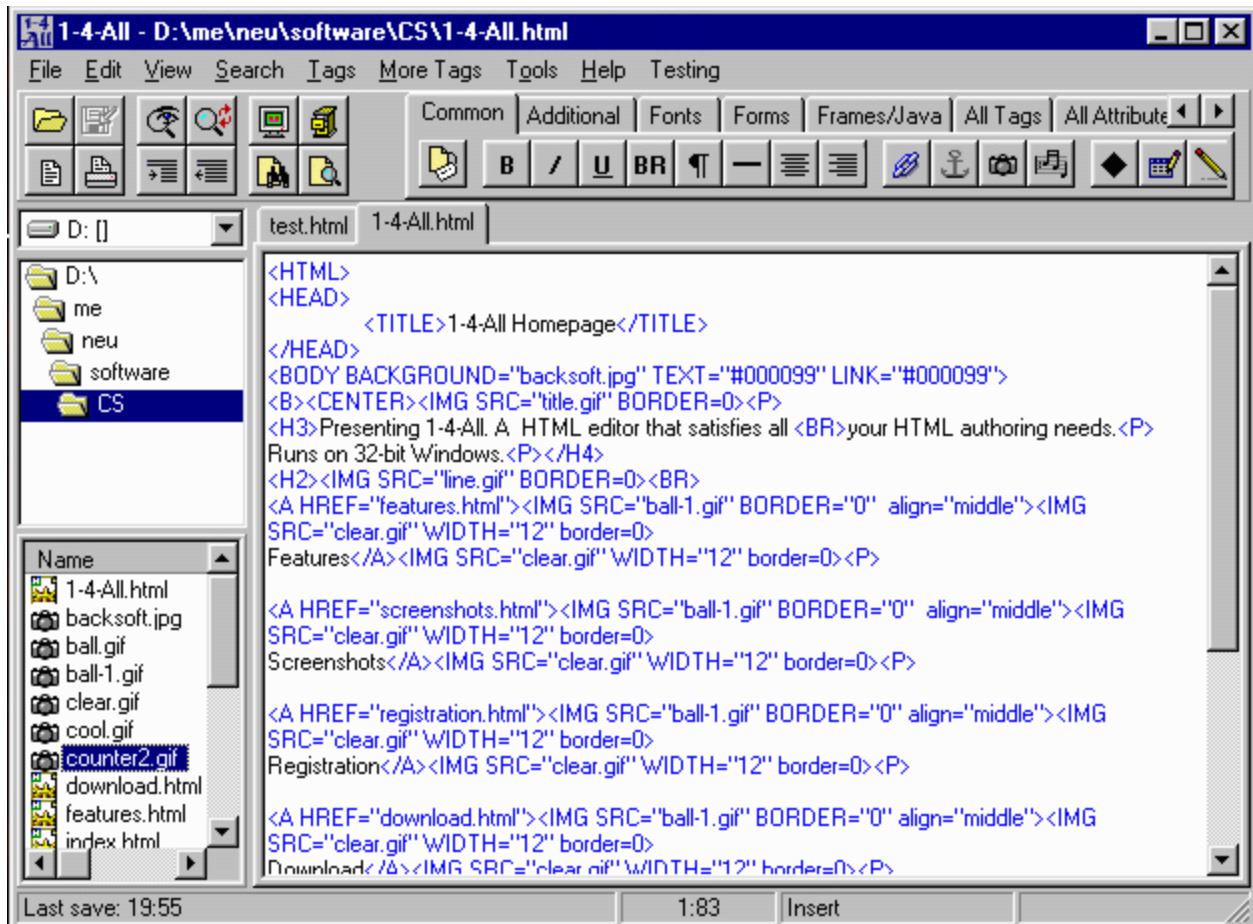 1-4-All - D:\me\neu\software\CS\1-4-All.html
File Edit View Search Tags More Tags Tools Help Testing
Common Additional Fonts Forms Frames/Java All Tags All Attribute
B I U BR ¶
D: []
test.html 1-4-All.html
D:\
me
neu
software
CS
Name
1-4-All.html
backsoft.jpg
ball.gif
ball-1.gif
clear.gif
cool.gif
counter2.gif
download.html
features.html
index.html
<HTML>
<HEAD>
<TITLE>1-4-All Homepage</TITLE>
</HEAD>
<BODY BACKGROUND="backsoft.jpg" TEXT="#000099" LINK="#000099">
<B><CENTER><IMG SRC="title.gif" BORDER=0><P>
<H3>Presenting 1-4-All. A  HTML editor that satisfies all <BR>your HTML authoring needs.<P>
Runs on 32-bit Windows.<P></H4>
<H2><IMG SRC="line.gif" BORDER=0><BR>
<A HREF="features.html"><IMG SRC="ball-1.gif" BORDER="0"  align="middle"><IMG
SRC="clear.gif" WIDTH="12" border=0>
Features</A><IMG SRC="clear.gif" WIDTH="12" border=0><P>
<A HREF="screenshots.html"><IMG SRC="ball-1.gif" BORDER="0"  align="middle"><IMG
SRC="clear.gif" WIDTH="12" border=0>
Screenshots</A><IMG SRC="clear.gif" WIDTH="12" border=0><P>
<A HREF="registration.html"><IMG SRC="ball-1.gif" BORDER="0" align="middle"><IMG
SRC="clear.gif" WIDTH="12" border=0>
Registration</A><IMG SRC="clear.gif" WIDTH="12" border=0><P>
<A HREF="download.html"><IMG SRC="ball-1.gif" BORDER="0" align="middle"><IMG
SRC="clear.gif" WIDTH="12" border=0>
Download</A><IMG SRC="clear.gif" WIDTH="12" border=0><P>
Last save: 19:55 1:83 Insert